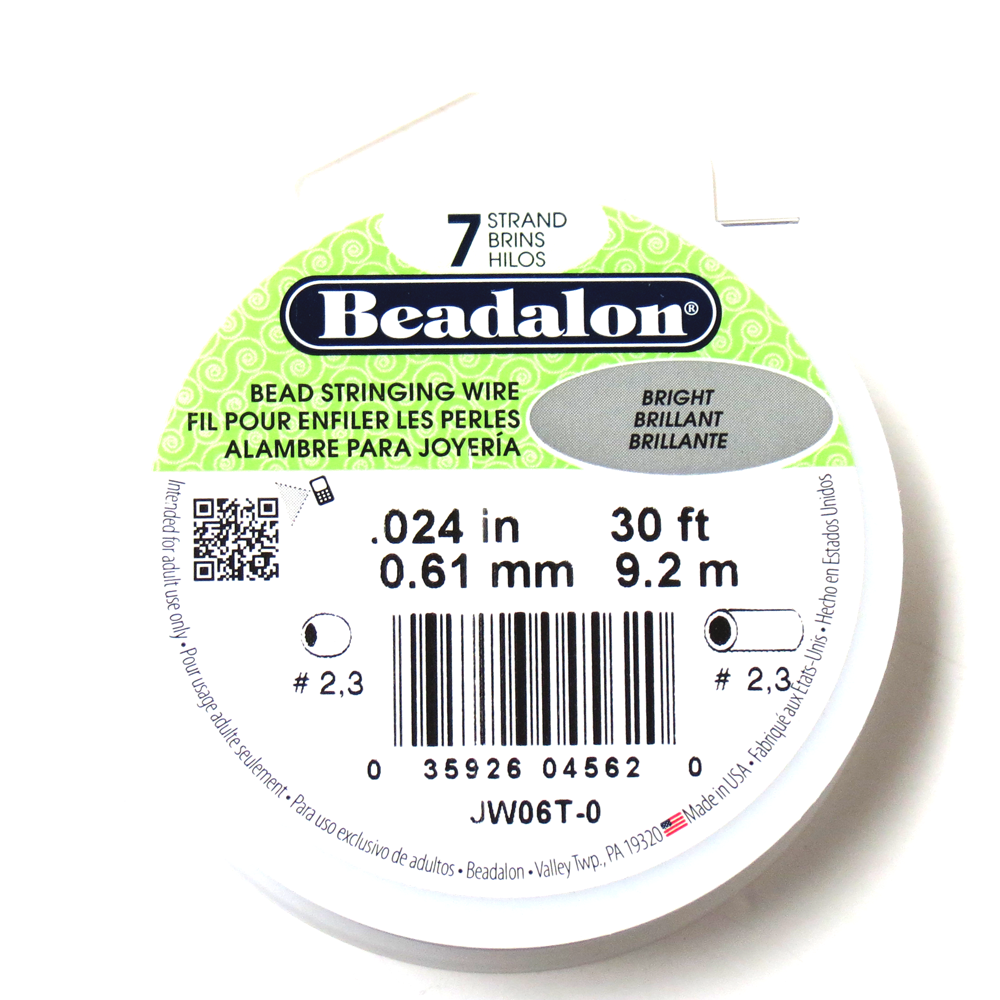 7 STRAND
BRINS
HILOS
Beadalon®
BEAD STRINGING WIRE
FIL POUR ENFILER LES PERLES
ALAMBRE PARA JOYERÍA
BRIGHT
BRILLANT
BRILLANTE
.024 in 30 ft
0.61 mm 9.2 m
# 2,3
# 2,3
0 35926 04562 0
JW06T-0
Intended for adult use only • Pour usage adulte seulement • Para uso exclusivo de adultos • Beadalon • Valley Twp., PA 19320 Made in USA • Fabriqué aux États-Unis • Hecho en Estados Unidos